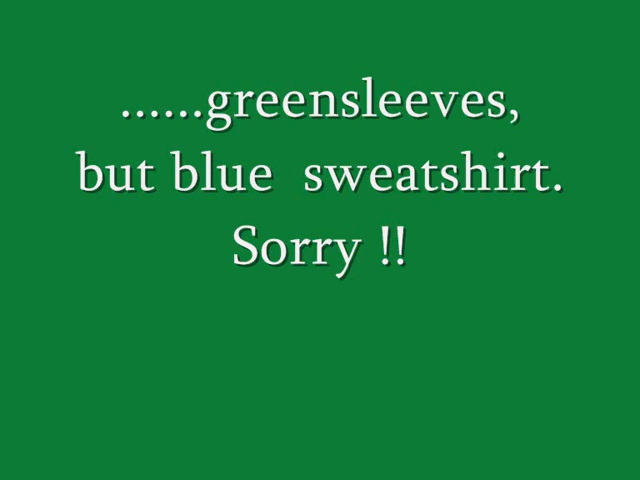 ......greensleeves,
but blue  sweatshirt.
Sorry !!